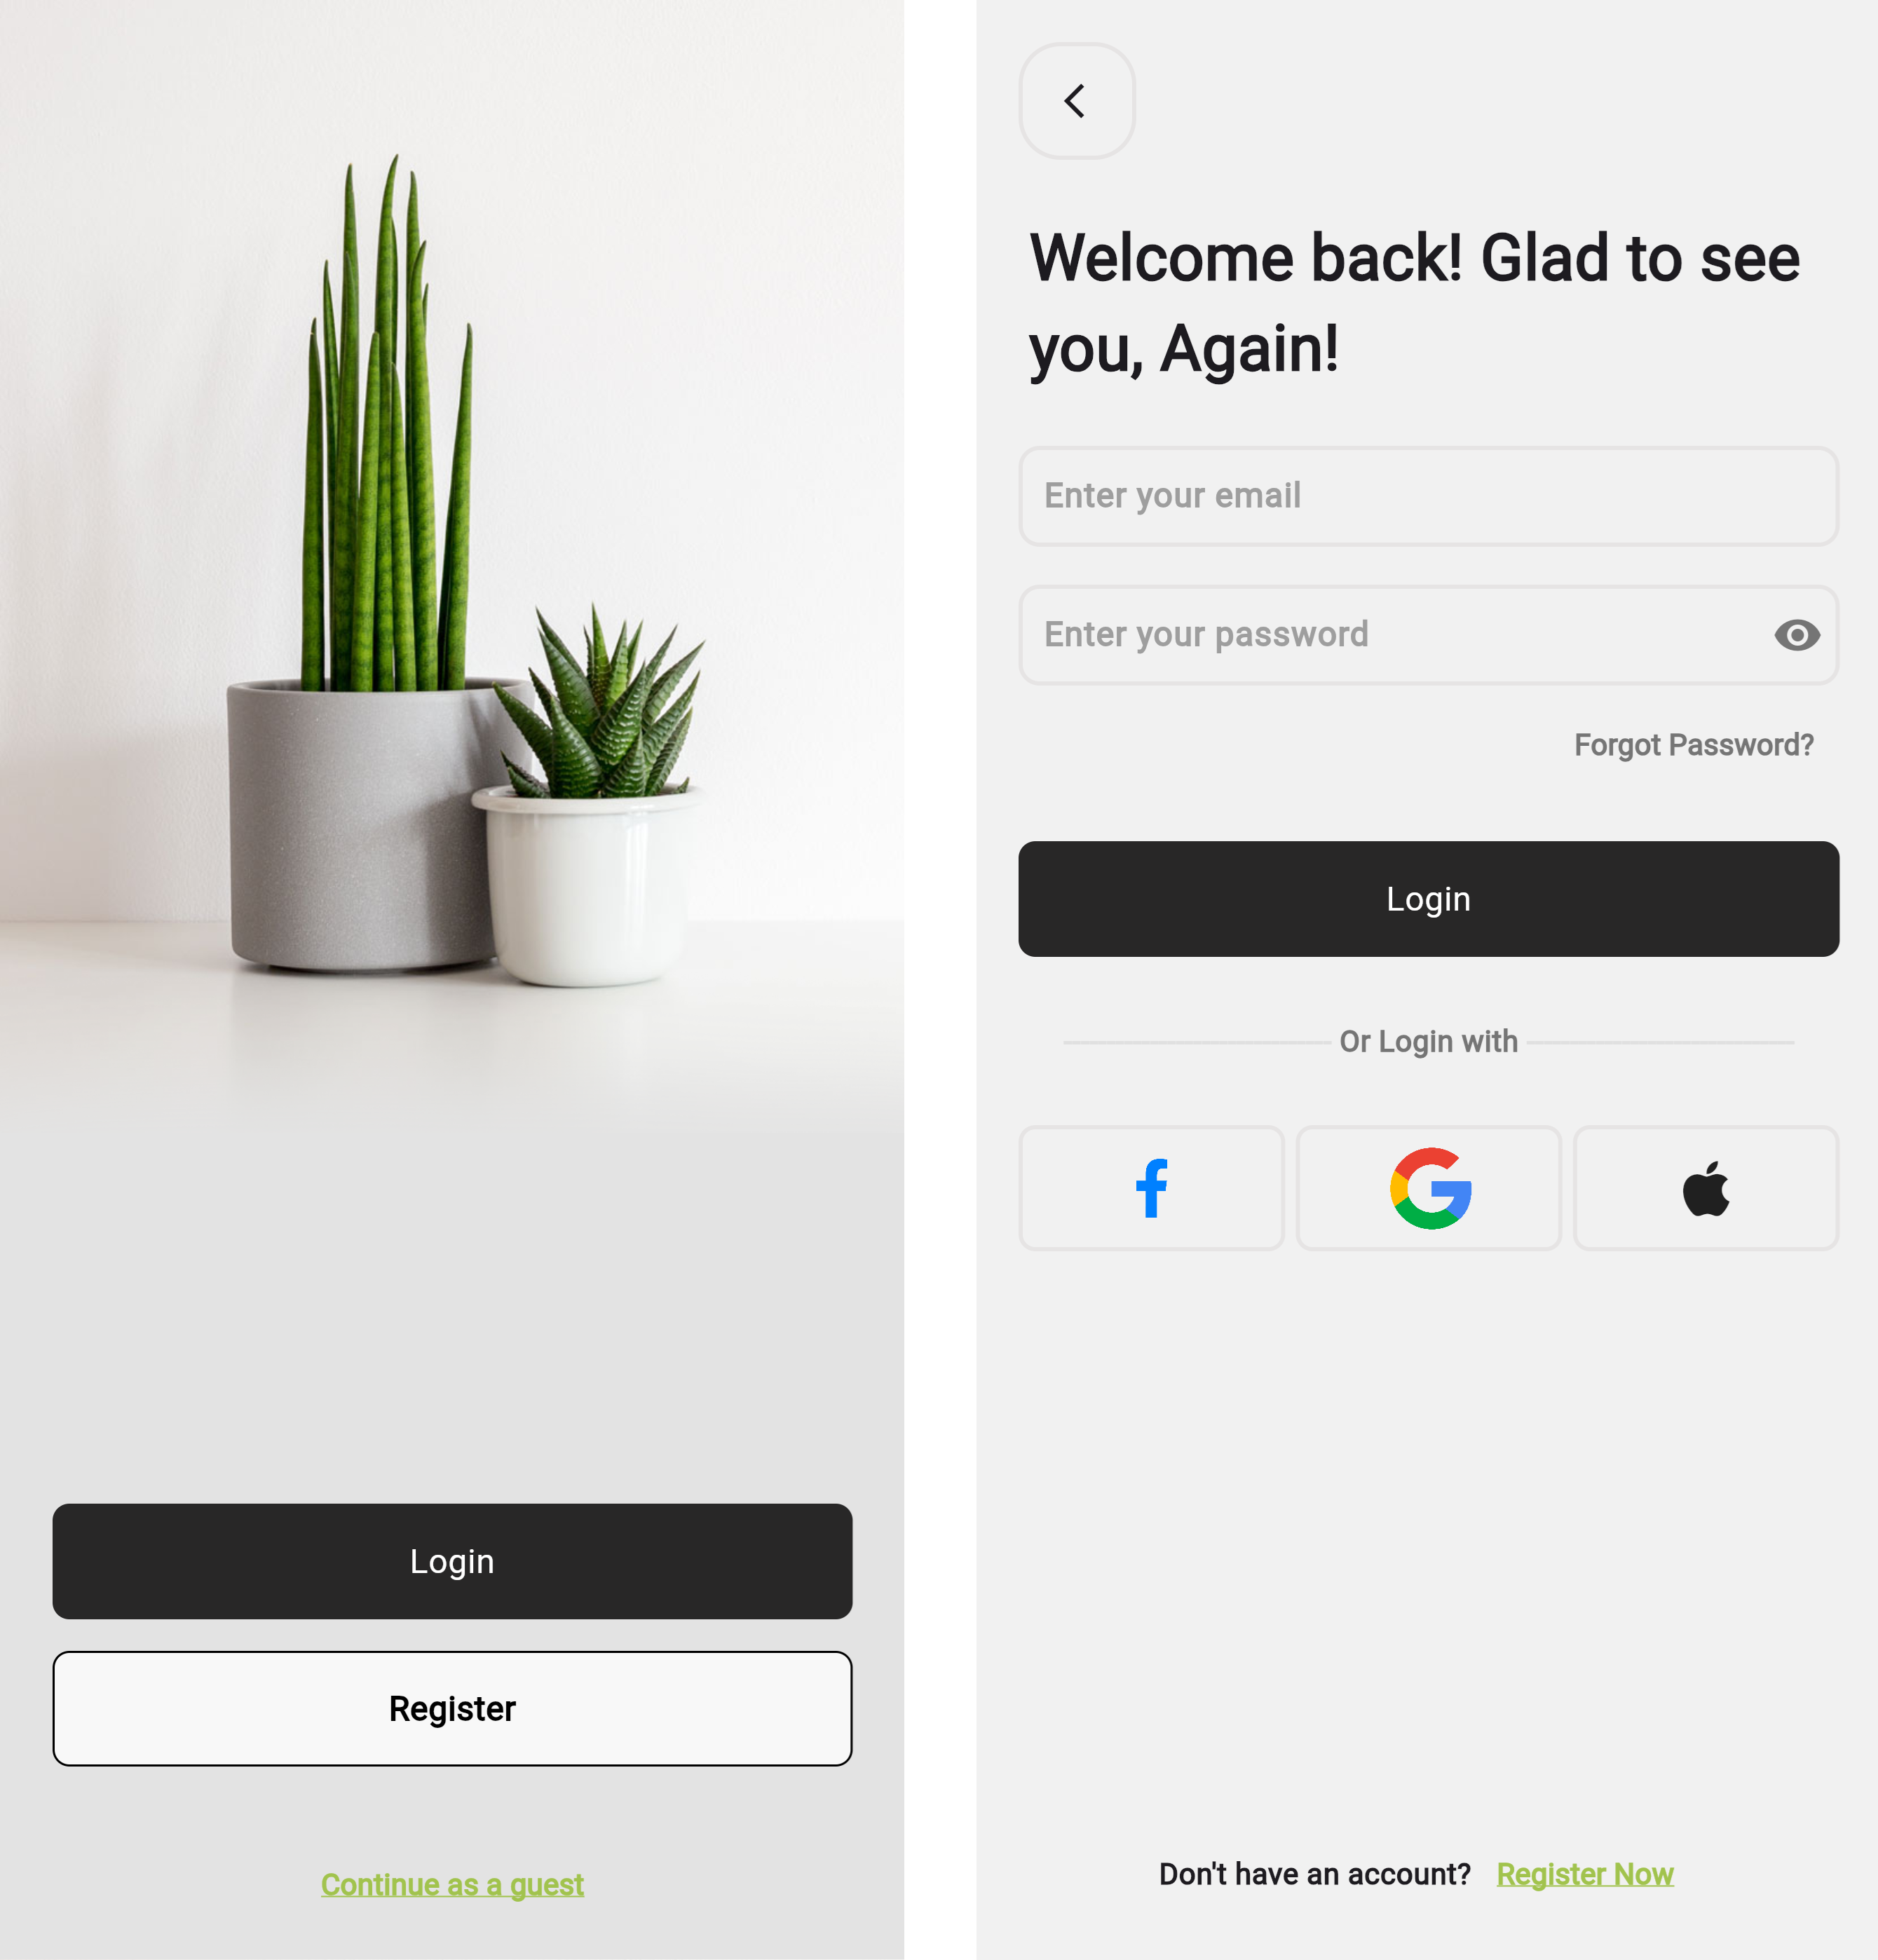 Login
Register
Continue as a guest
Welcome back! Glad to see
you, Again!
Enter your email
Enter your password
Forgot Password?
Login
Or Login with
Don't have an account? Register Now